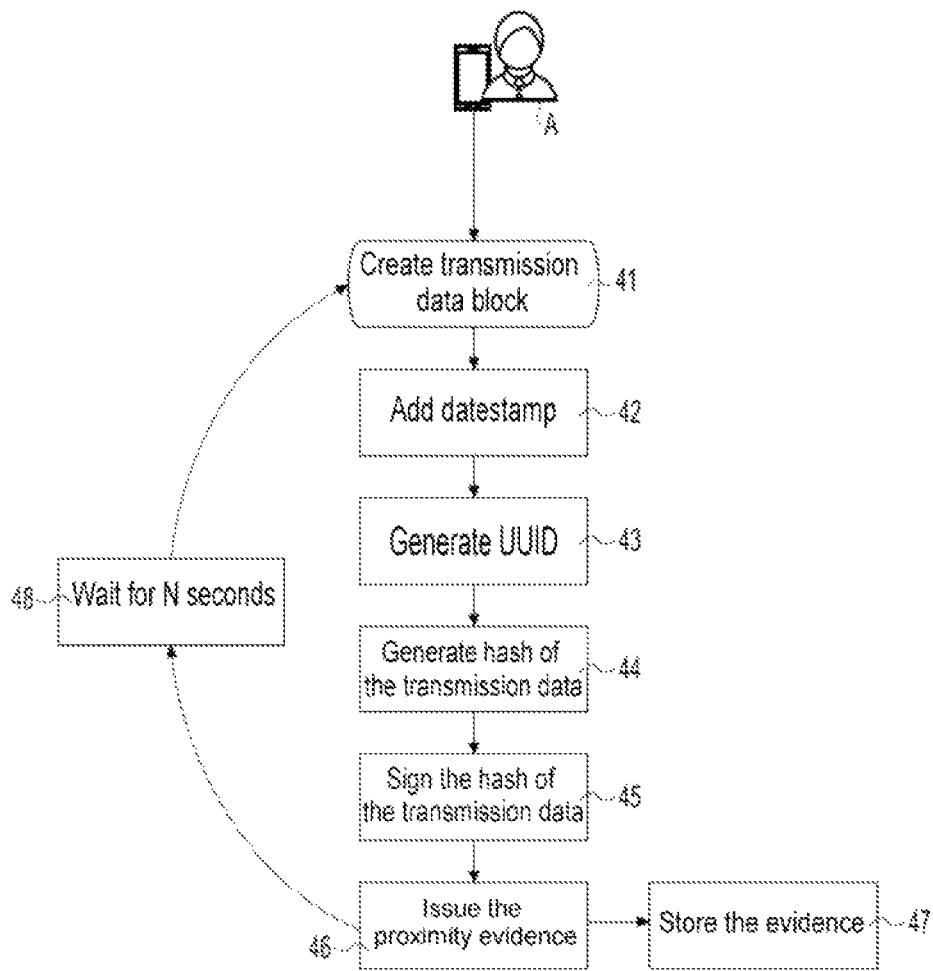 A
Create transmission
data block
41
Add datestamp
42
Generate UUID
43
48
Wait for N seconds
Generate hash of
the transmission data
44
Sign the hash of
the transmission data
45
Issue the
proximity evidence
46
Store the evidence
47